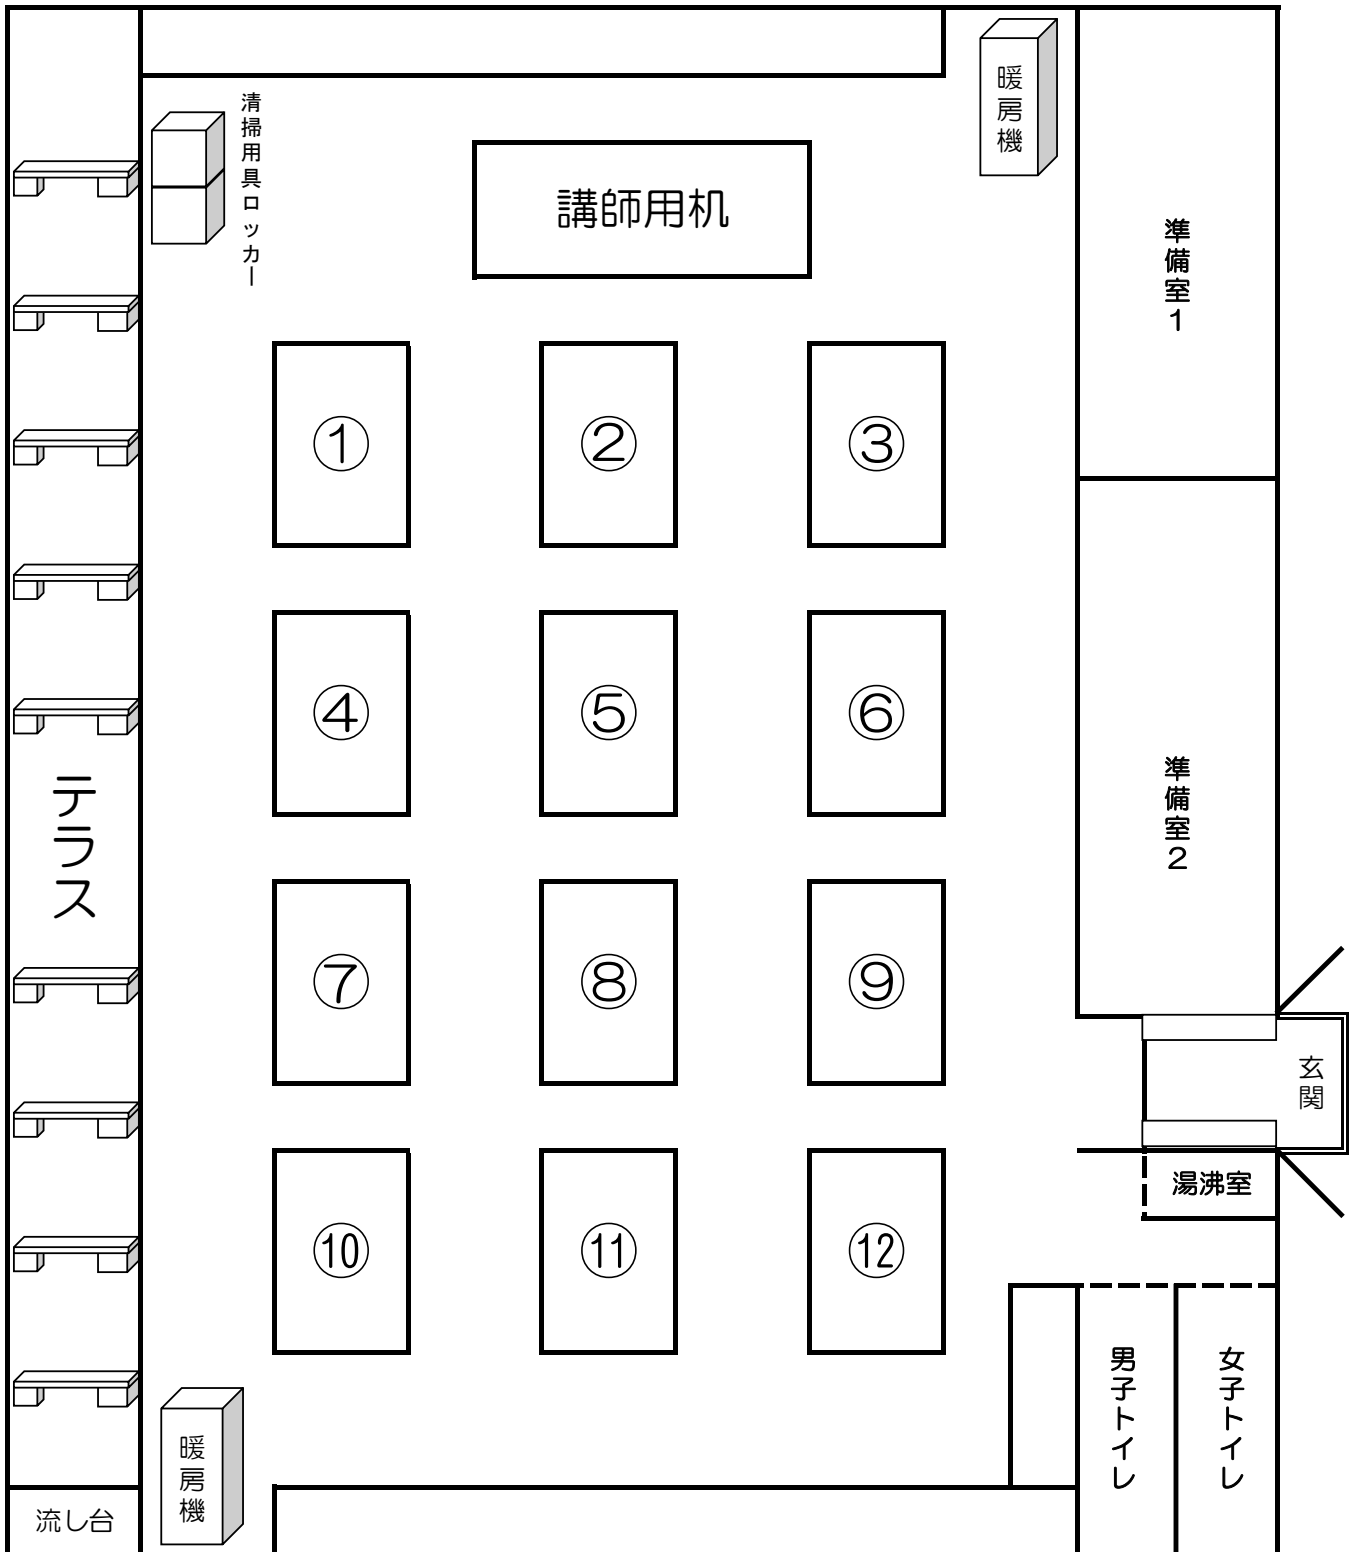 暖房機
清掃用具ロッカー
講師用机
準備室1
①
②
③
④
⑤
⑥
テラス
準備室2
⑦
⑧
⑨
玄関
湯沸室
⑩
⑪
⑫
男子トイレ
女子トイレ
暖房機
流し台